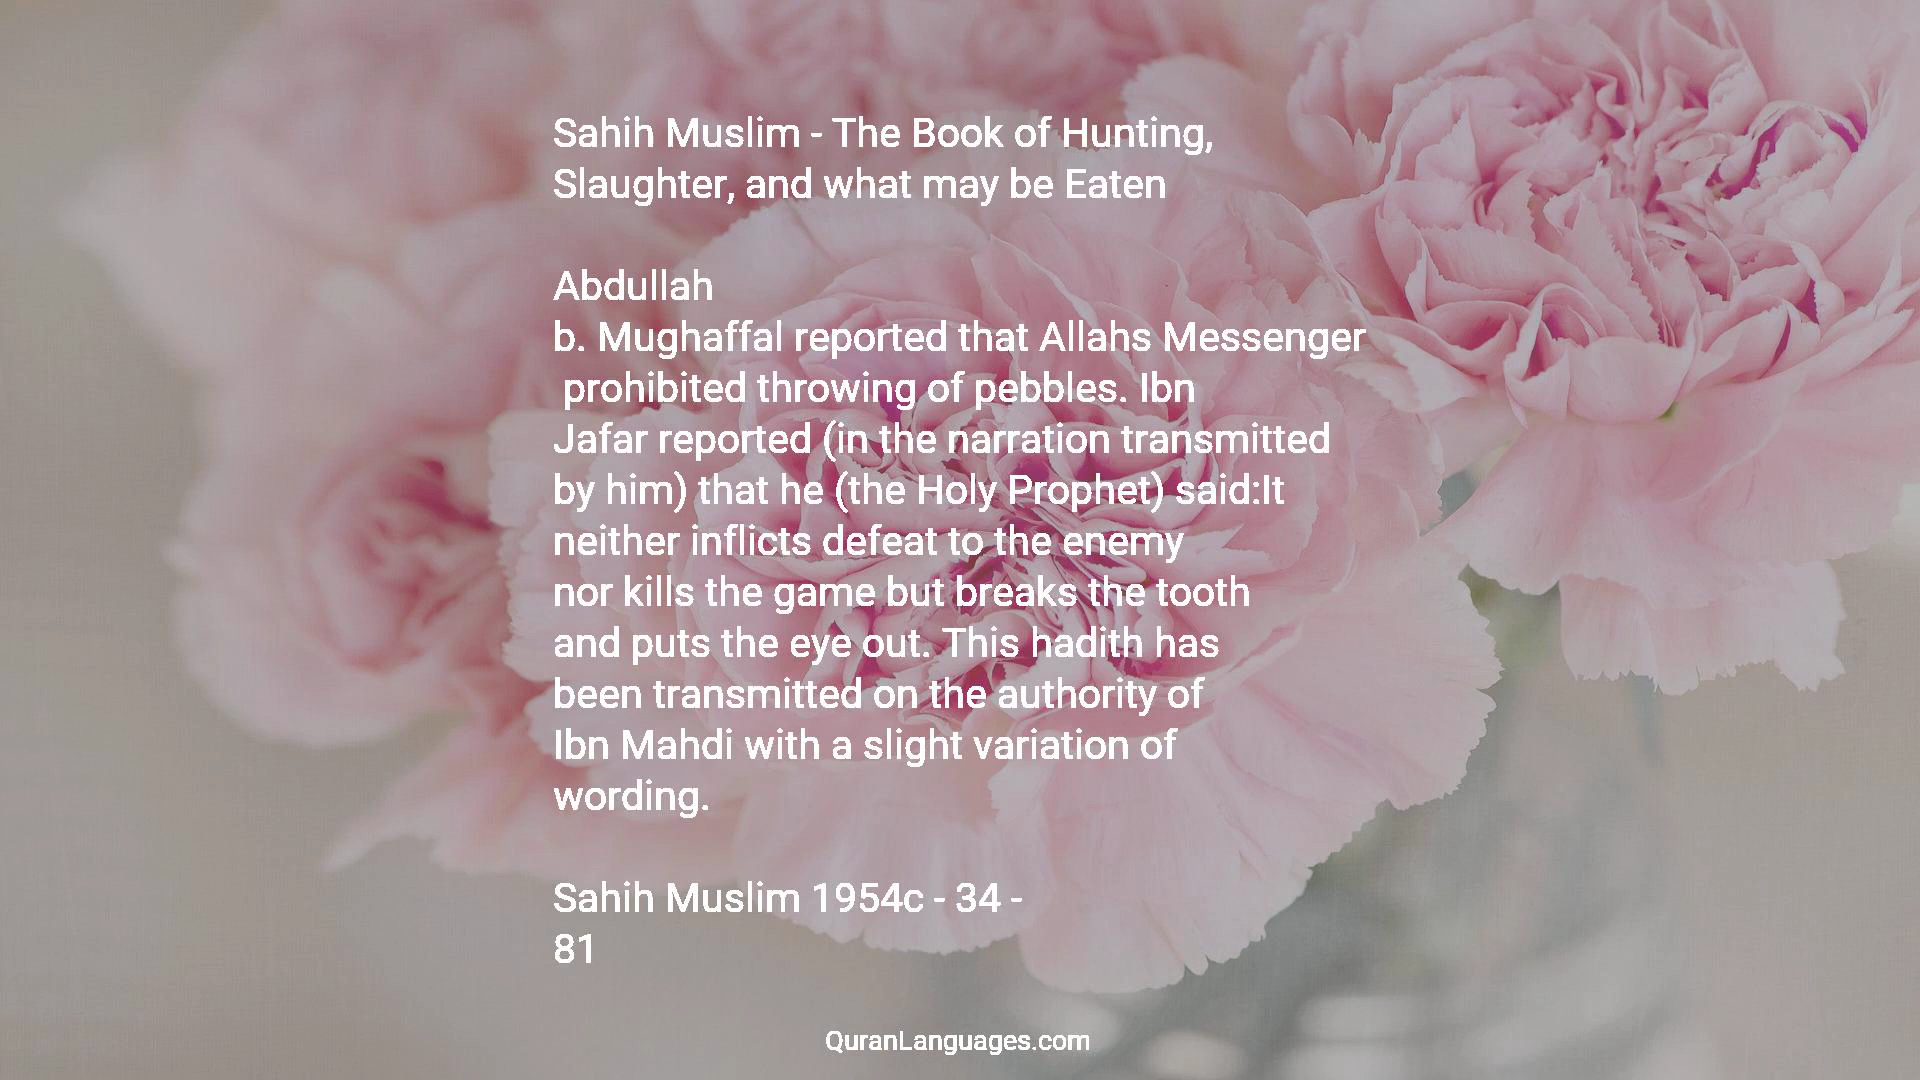 Sahih Muslim - The Book of Hunting,
Slaughter, and what may be Eaten
Abdullah
b. Mughaffal reported that Allahs Messenger
prohibited throwing of pebbles. Ibn
Jafar reported (in the narration transmitted
by him) that he (the Holy Prophet) said:It
neither inflicts defeat to the enemy
nor kills the game but breaks the tooth
and puts the eye out. This hadith has
been transmitted on the authority of
Ibn Mahdi with a slight variation of
wording.
Sahih Muslim 1954c - 34 -
81
QuranLanguages.com